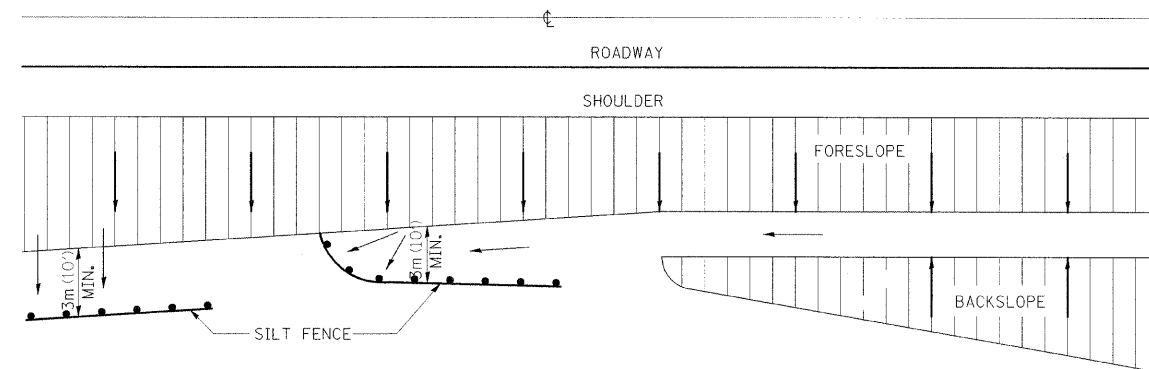 ℄
ROADWAY
SHOULDER
FORESLOPE
3m (10')
MIN.
3m (10')
MIN.
BACKSLOPE
SILT FENCE